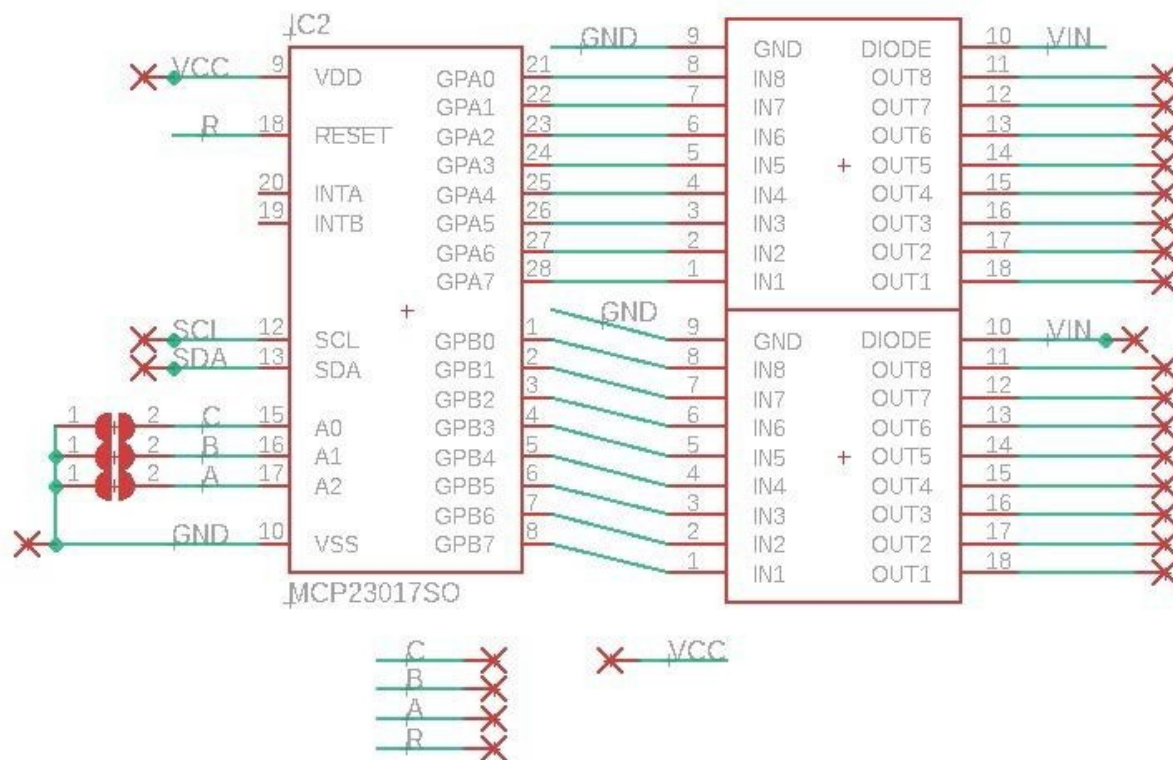 IC2
GND 9 GND DIODE 10 VIN
VCC 9 VDD GPA0 21 8 IN8 OUT8 11
GPA1 22 7 IN7 OUT7 12
R 18 RESET GPA2 23 6 IN6 OUT6 13
GPA3 24 5 IN5 OUT5 14
20 INTA GPA4 25 4 IN4 OUT4 15
19 INTB GPA5 26 3 IN3 OUT3 16
GPA6 27 2 IN2 OUT2 17
GPA7 28 1 IN1 OUT1 18
GND
SCL 12 SCL GPB0 1 9 GND DIODE 10 VIN
SDA 13 SDA GPB1 2 8 IN8 OUT8 11
GPB2 3 7 IN7 OUT7 12
1 2 C 15 A0 GPB3 4 6 IN6 OUT6 13
1 2 B 16 A1 GPB4 5 5 IN5 OUT5 14
1 2 A 17 A2 GPB5 6 4 IN4 OUT4 15
GPB6 7 3 IN3 OUT3 16
GND 10 VSS GPB7 8 2 IN2 OUT2 17
1 IN1 OUT1 18
MCP23017SO
C VCC
B
A
R